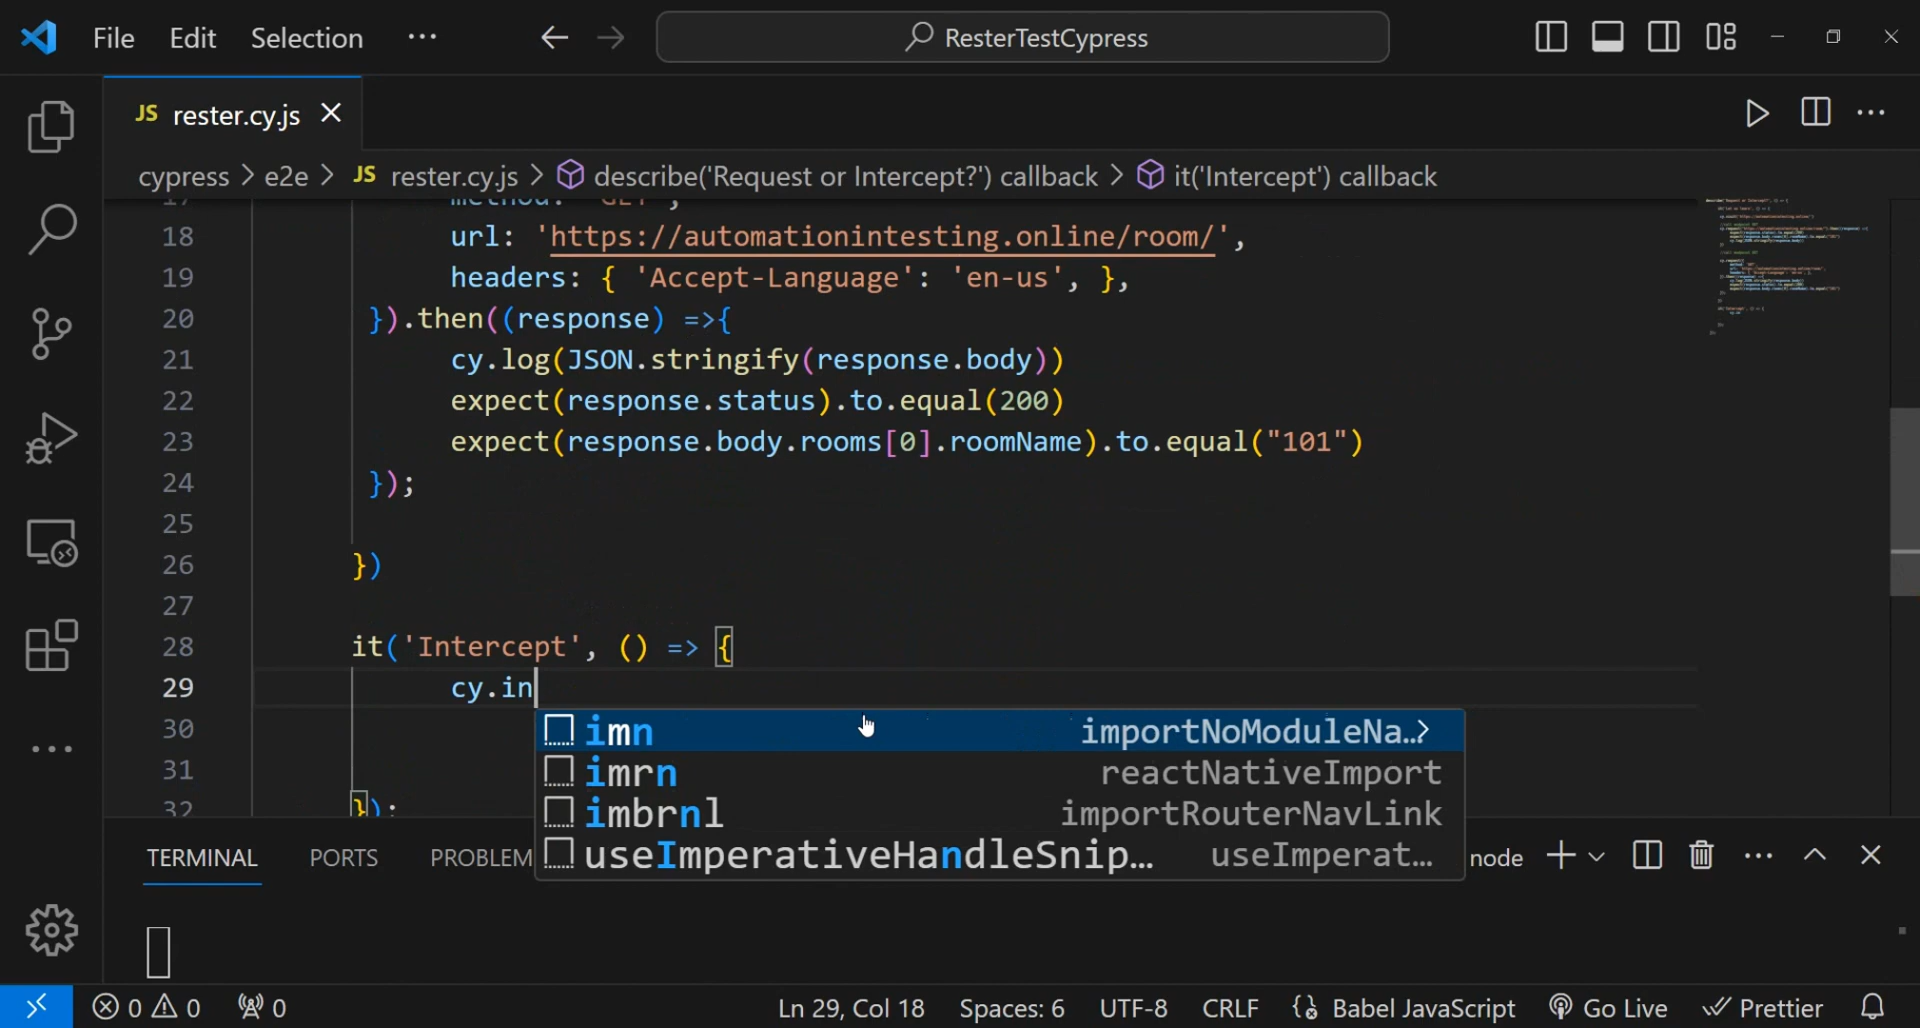 File Edit Selection ··· ResterTestCypress
JS rester.cy.js
cypress > e2e > JS rester.cy.js > describe('Request or Intercept?') callback > it('Intercept') callback
17 method: 'GET',
18 url: 'https://automationintesting.online/room/',
19 headers: { 'Accept-Language': 'en-us', },
20 }).then((response) =>{
21 cy.log(JSON.stringify(response.body))
22 expect(response.status).to.equal(200)
23 expect(response.body.rooms[0].roomName).to.equal("101")
24 });
25
26 })
27
28 it('Intercept', () => {
29 cy.in
30
31
32 });
imn importNoModuleNa…>
imrn reactNativeImport
imbrnl importRouterNavLink
useImperativeHandleSnip… useImperat…
TERMINAL PORTS PROBLEM node
0 0 0 Ln 29, Col 18 Spaces: 6 UTF-8 CRLF Babel JavaScript Go Live Prettier